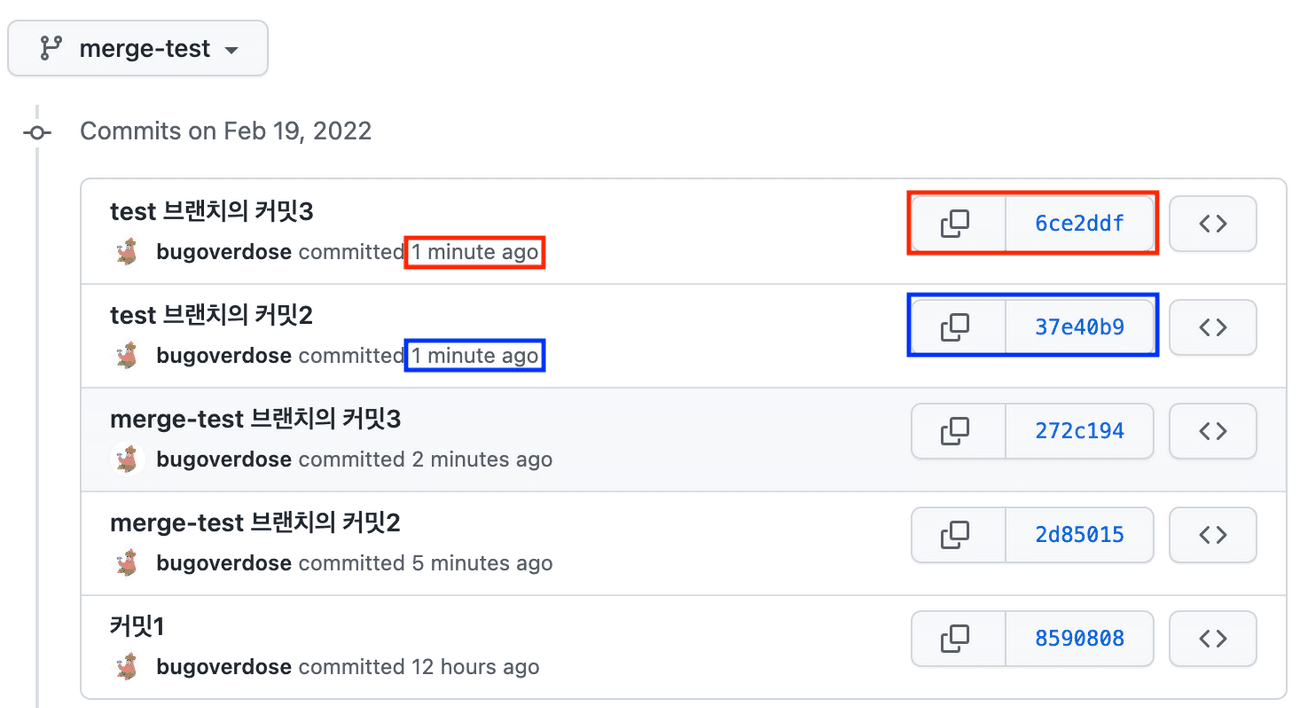 merge-test
Commits on Feb 19, 2022
test 브랜치의 커밋3
6ce2ddf
bugoverdose committed 1 minute ago
test 브랜치의 커밋2
37e40b9
bugoverdose committed 1 minute ago
merge-test 브랜치의 커밋3
272c194
bugoverdose committed 2 minutes ago
merge-test 브랜치의 커밋2
2d85015
bugoverdose committed 5 minutes ago
커밋1
8590808
bugoverdose committed 12 hours ago